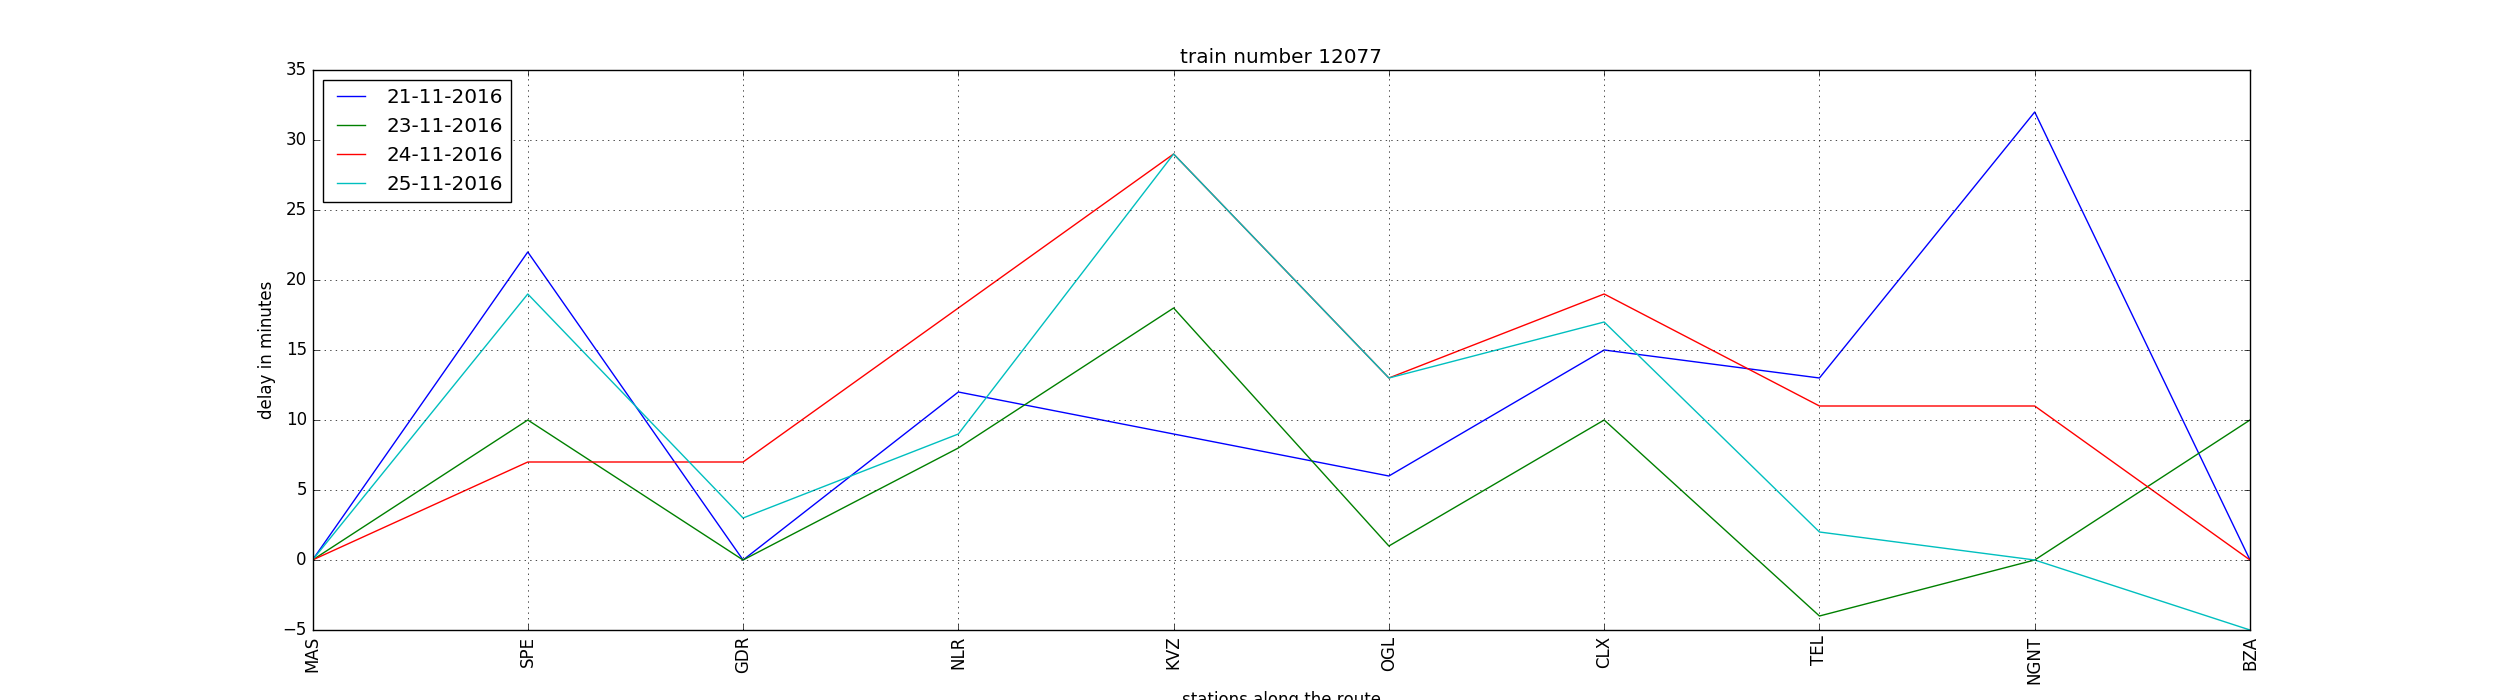 train number 12077
35
30
25
20
15
10
5
0
−5
delay in minutes
21-11-2016
23-11-2016
24-11-2016
25-11-2016
MAS
SPE
GDR
NLR
KVZ
OGL
CLX
TEL
NGNT
BZA
stations along the route